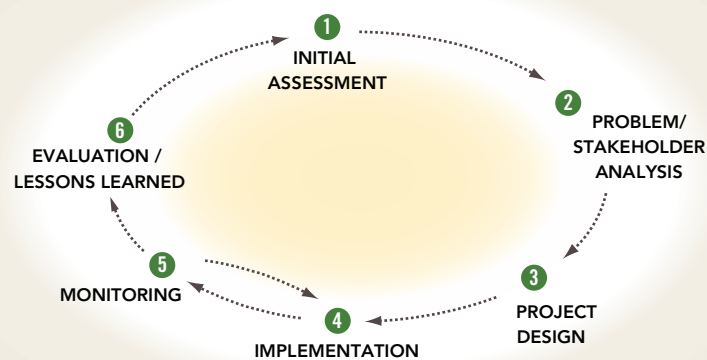 1
INITIAL
ASSESSMENT
2
PROBLEM/
STAKEHOLDER
ANALYSIS
3
PROJECT
DESIGN
4
IMPLEMENTATION
5
MONITORING
6
EVALUATION /
LESSONS LEARNED